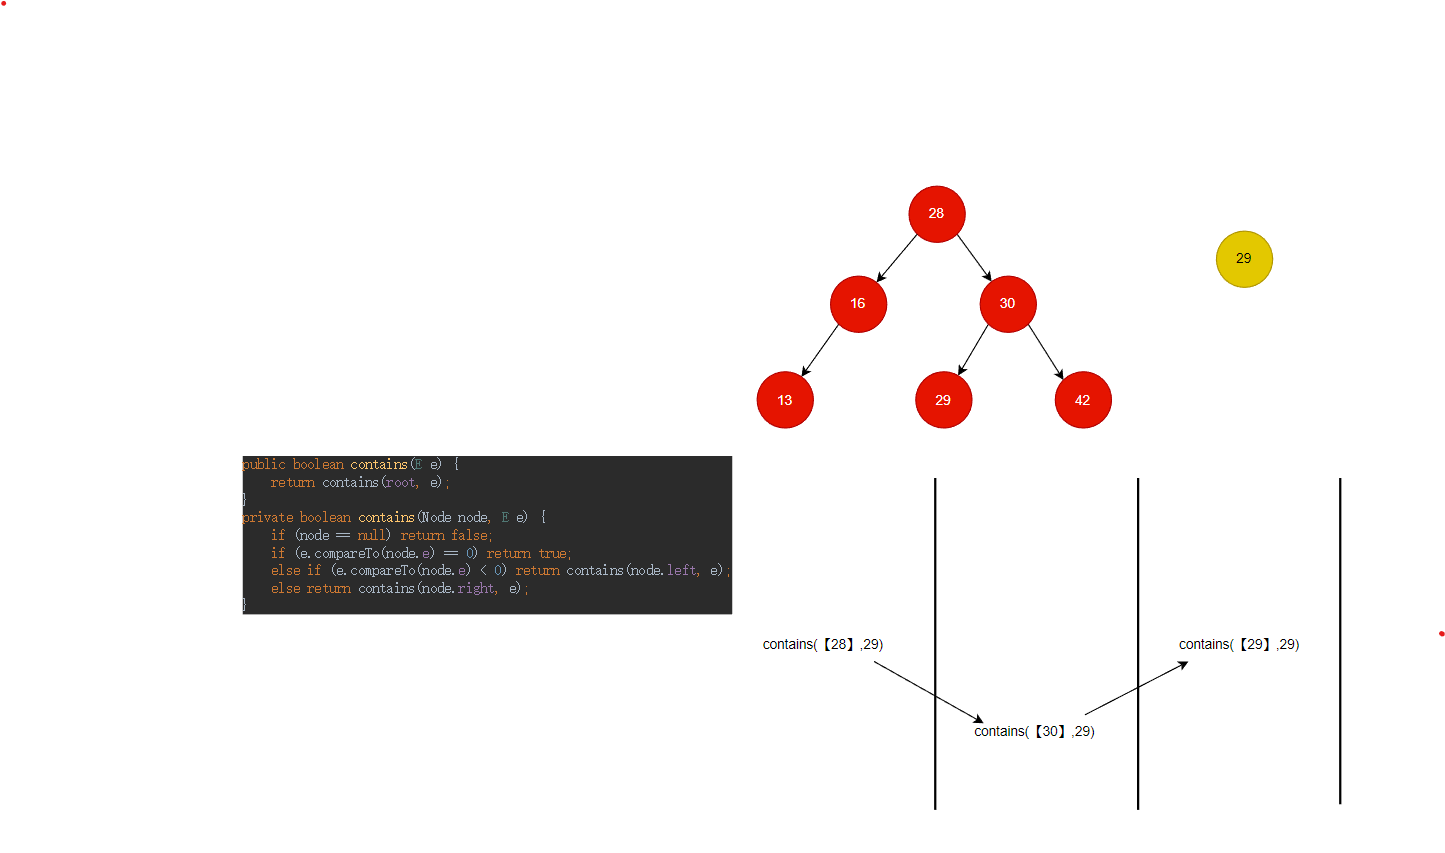 28
29
16
30
13
29
42
public boolean contains(E e) {
    return contains(root, e);
}
private boolean contains(Node node, E e) {
    if (node == null) return false;
    if (e.compareTo(node.e) == 0) return true;
    else if (e.compareTo(node.e) < 0) return contains(node.left, e);
    else return contains(node.right, e);
}
contains(【28】,29)
contains(【29】,29)
contains(【30】,29)